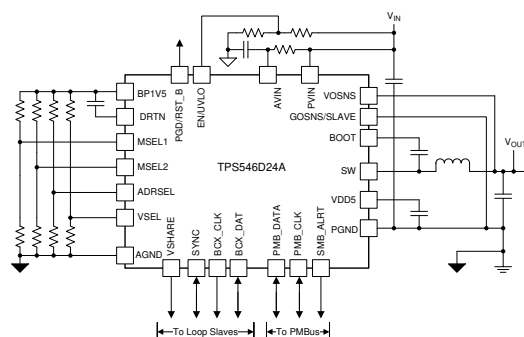 VIN
PGD/RST_B
EN/UVLO
AVIN
PVIN
BP1V5
DRTN
MSEL1
MSEL2
ADRSEL
VSEL
AGND
TPS546D24A
VOSNS
GOSNS/SLAVE
BOOT
SW
VDD5
PGND
VOUT
VSHARE
SYNC
BCX_CLK
BCX_DAT
PMB_DATA
PMB_CLK
SMB_ALRT
To Loop Slaves
To PMBus